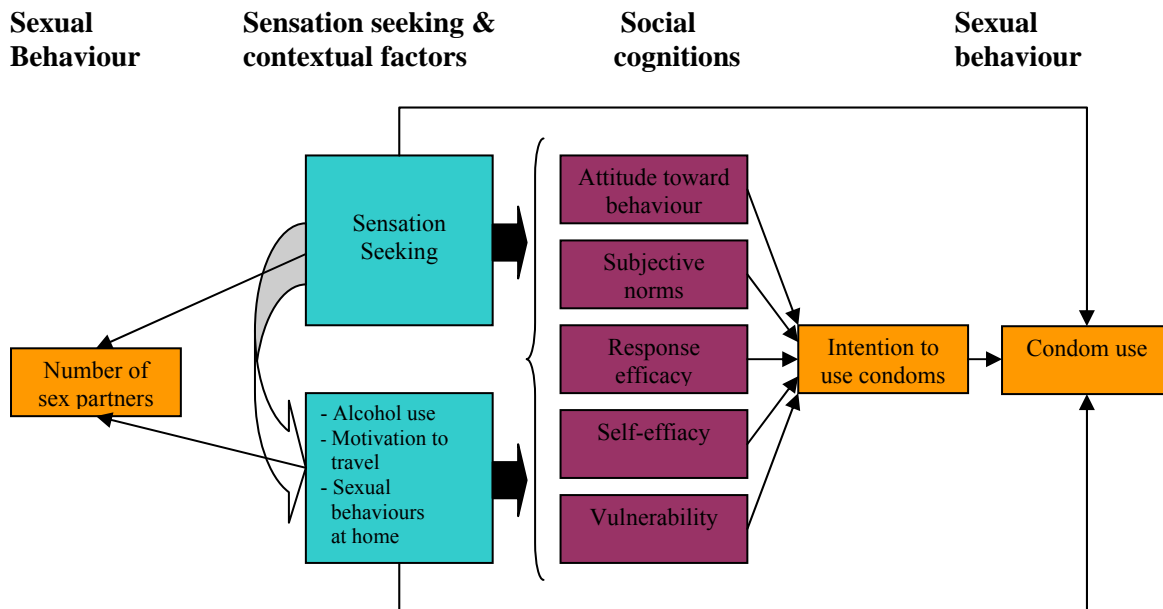 Sexual
Behaviour
Sensation seeking &
contextual factors
Social
cognitions
Sexual
behaviour
Sensation
Seeking
Attitude toward
behaviour
Subjective
norms
Response
efficacy
Self-effiacy
Vulnerability
Number of
sex partners
- Alcohol use
- Motivation to
travel
- Sexual
behaviours
at home
Intention to
use condoms
Condom use